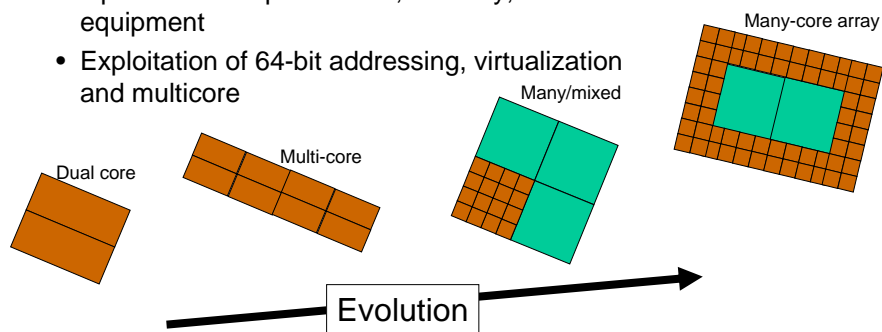 equipment
• Exploitation of 64-bit addressing, virtualization
and multicore
Many-core array
Many/mixed
Multi-core
Dual core
Evolution